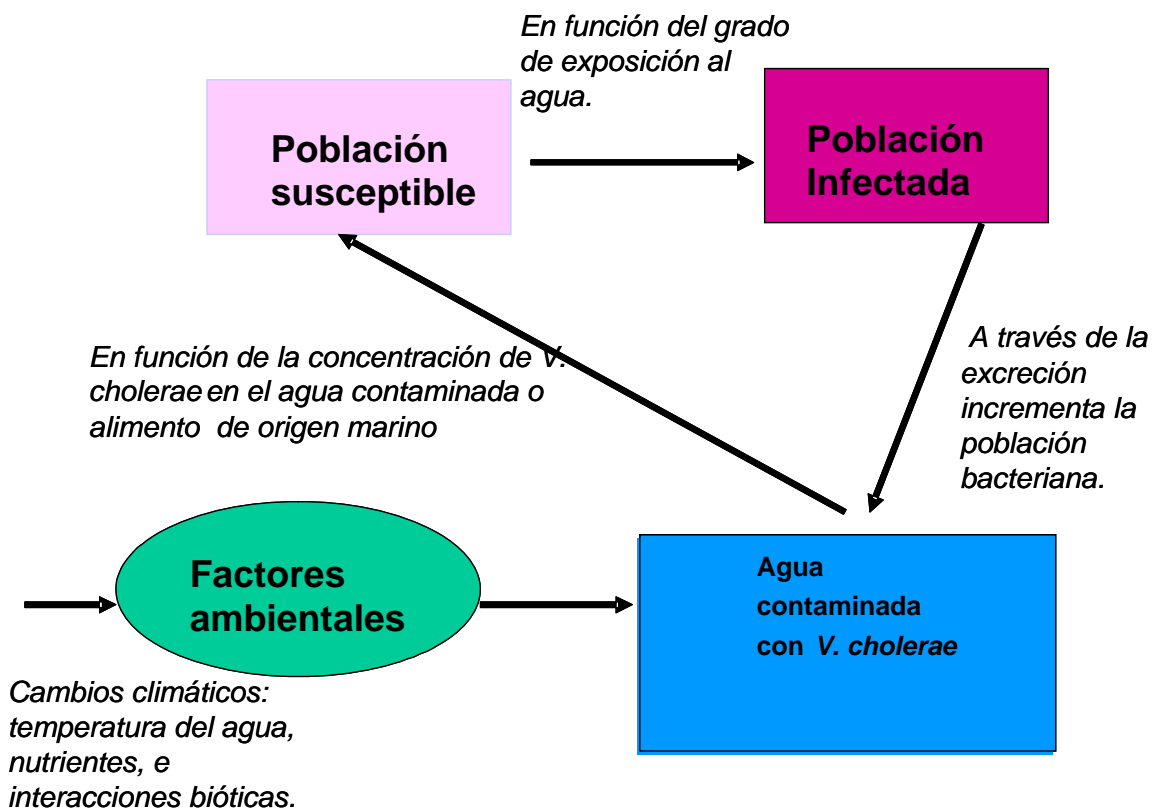 En función del grado
de exposición al
agua.
Población
susceptible
Población
Infectada
En función de la concentración de V.
cholerae en el agua contaminada o
alimento de origen marino
A través de la
excreción
incrementa la
población
bacteriana.
Factores
ambientales
Agua
contaminada
con V. cholerae
Cambios climáticos:
temperatura del agua,
nutrientes, e
interacciones bióticas.